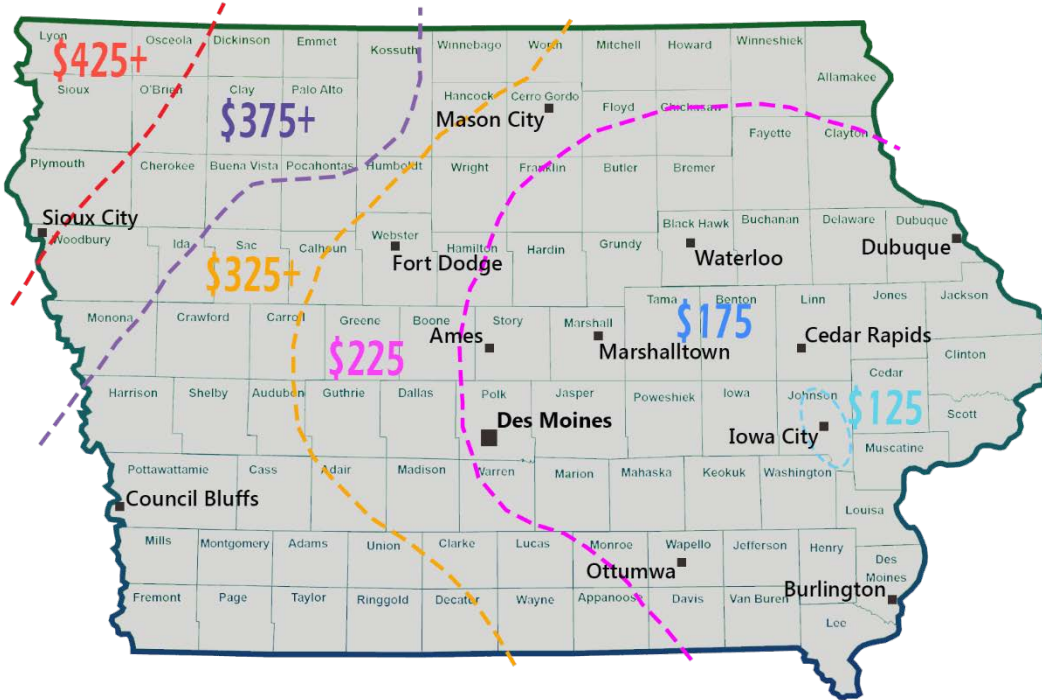 Lyon
Osceola
Dickinson
Emmet
Kossuth
Winnebago
Worth
Mitchell
Howard
Winneshiek
Allamakee
$425+
Sioux
O'Brien
Clay
Palo Alto
Hancock
Cerro Gordo
Floyd
Chickasaw
$375+
Mason City
Fayette
Clayton
Plymouth
Cherokee
Buena Vista
Pocahontas
Humboldt
Wright
Franklin
Butler
Bremer
Sioux City
Woodbury
Ida
Sac
Calhoun
Webster
Fort Dodge
Hamilton
Hardin
Grundy
Black Hawk
Waterloo
Buchanan
Delaware
Dubuque
Dubuque
$325+
Monona
Crawford
Carroll
Greene
Boone
Story
Ames
Marshall
Marshalltown
Tama
Benton
Linn
Jones
Jackson
$225
$175
Cedar Rapids
Clinton
Cedar
Harrison
Shelby
Audubon
Guthrie
Dallas
Polk
Des Moines
Jasper
Poweshiek
Iowa
Johnson
Iowa City
$125
Scott
Muscatine
Pottawattamie
Council Bluffs
Cass
Adair
Madison
Warren
Marion
Mahaska
Keokuk
Washington
Louisa
Mills
Montgomery
Adams
Union
Clarke
Lucas
Monroe
Wapello
Ottumwa
Jefferson
Henry
Des
Moines
Burlington
Fremont
Page
Taylor
Ringgold
Decater
Wayne
Appanoose
Davis
Van Buren
Lee